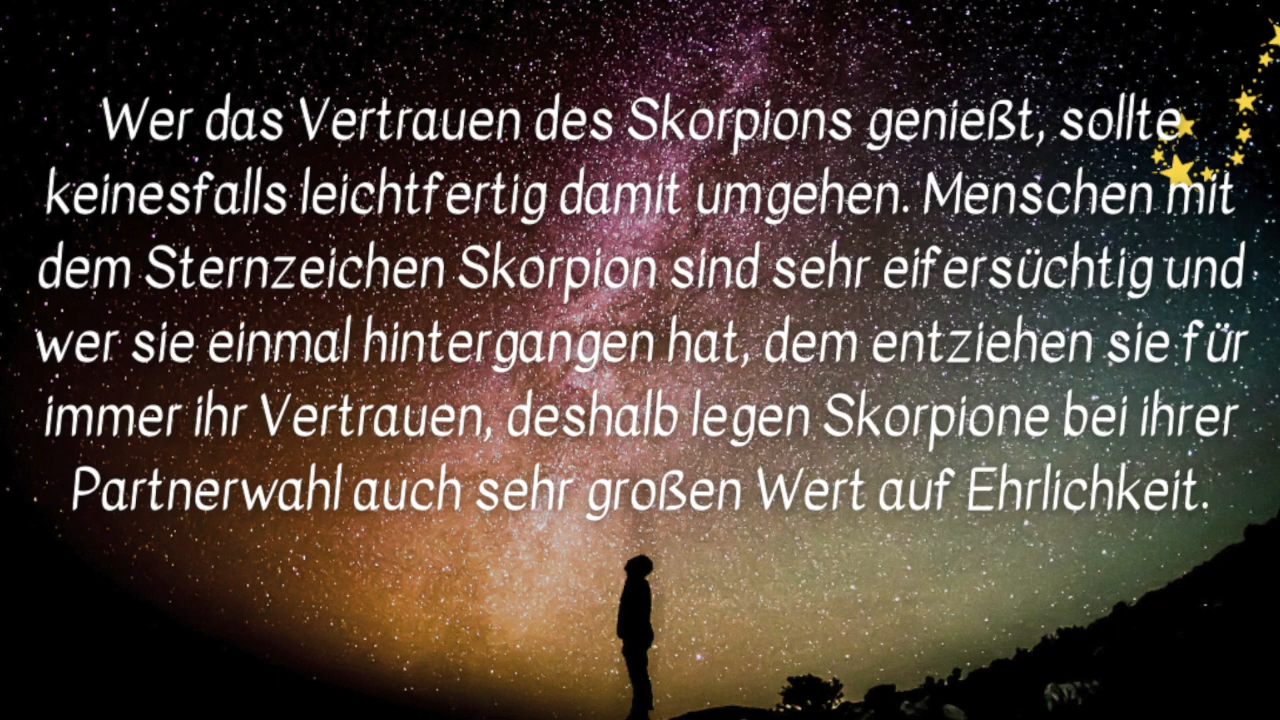 Wer das Vertrauen des Skorpions genießt, sollte
keinesfalls leichtfertig damit umgehen. Menschen mit
dem Sternzeichen Skorpion sind sehr eifersüchtig und
wer sie einmal hintergangen hat, dem entziehen sie für
immer ihr Vertrauen, deshalb legen Skorpione bei ihrer
Partnerwahl auch sehr großen Wert auf Ehrlichkeit.